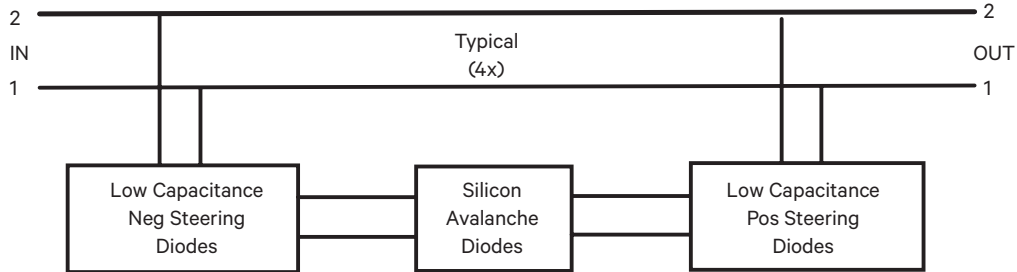 2
2
Typical
IN
OUT
(4x)
1
1
Low Capacitance
Neg Steering
Diodes
Silicon
Avalanche
Diodes
Low Capacitance
Pos Steering
Diodes